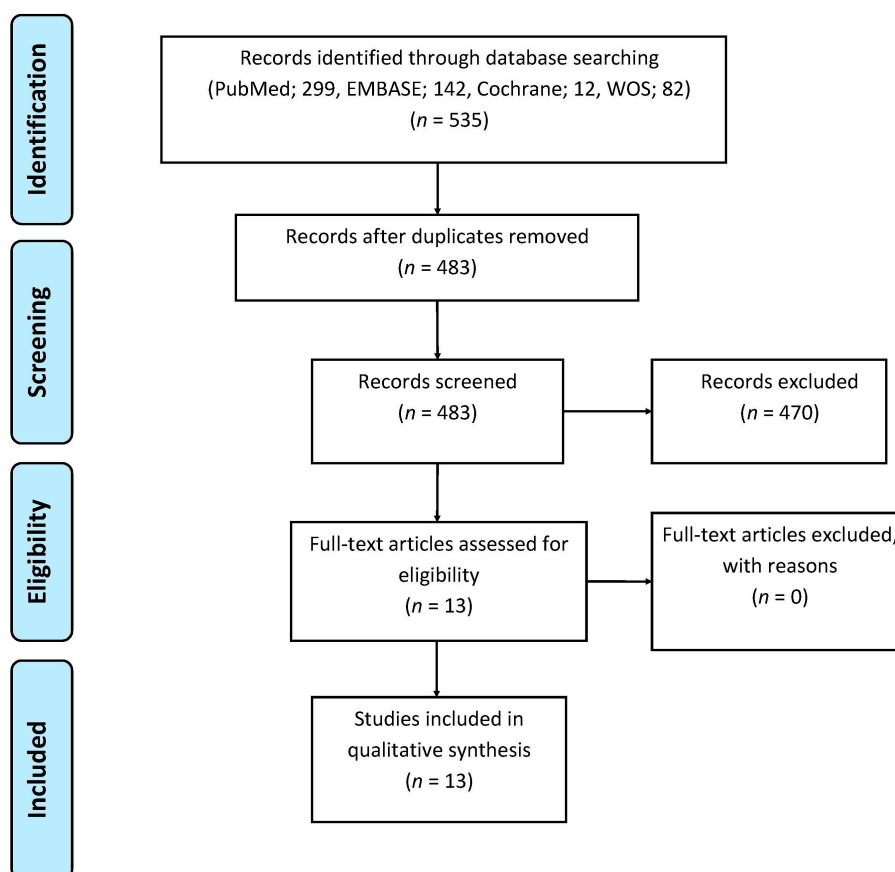 Identification
Records identified through database searching
(PubMed; 299, EMBASE; 142, Cochrane; 12, WOS; 82)
(n = 535)
Records after duplicates removed
(n = 483)
Screening
Records screened
(n = 483)
Records excluded
(n = 470)
Eligibility
Full-text articles assessed for
eligibility
(n = 13)
Full-text articles excluded,
with reasons
(n = 0)
Included
Studies included in
qualitative synthesis
(n = 13)